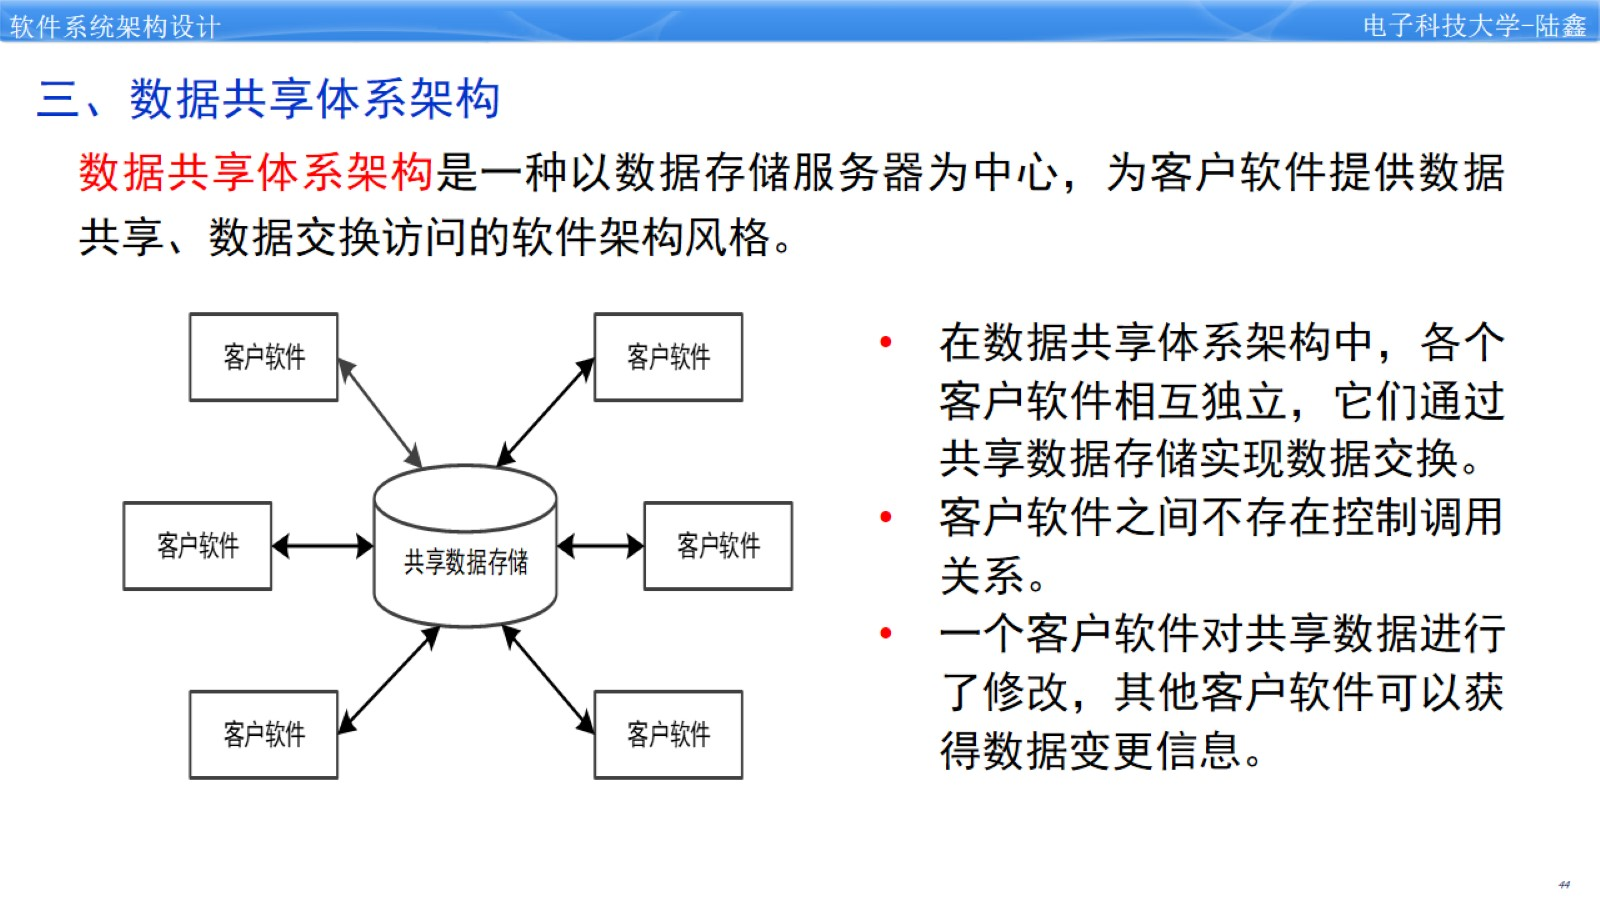 软件系统架构设计
电子科技大学-陆鑫
三、数据共享体系架构
数据共享体系架构是一种以数据存储服务器为中心，为客户软件提供数据
共享、数据交换访问的软件架构风格。
客户软件
客户软件
客户软件
共享数据存储
客户软件
客户软件
客户软件
• 在数据共享体系架构中，各个
客户软件相互独立，它们通过
共享数据存储实现数据交换。
• 客户软件之间不存在控制调用
关系。
• 一个客户软件对共享数据进行
了修改，其他客户软件可以获
得数据变更信息。
44